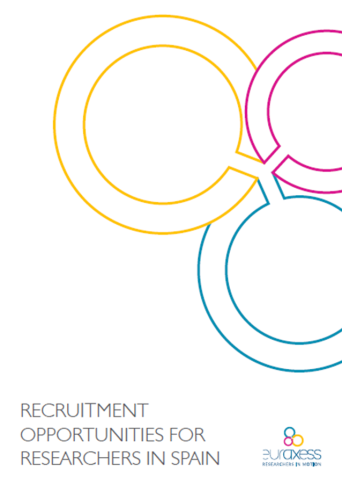 RECRUITMENT
OPPORTUNITIES FOR
RESEARCHERS IN SPAIN
euraxess
RESEARCHERS IN MOTION